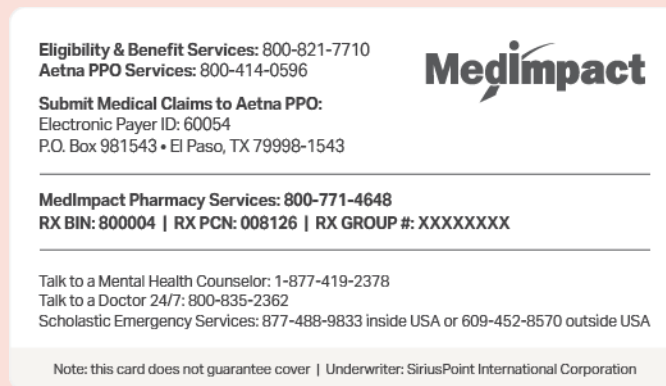 Eligibility & Benefit Services: 800-821-7710
Aetna PPO Services: 800-414-0596
Medimpact
Submit Medical Claims to Aetna PPO:
Electronic Payer ID: 60054
P.O. Box 981543 • El Paso, TX 79998-1543
MedImpact Pharmacy Services: 800-771-4648
RX BIN: 800004 | RX PCN: 008126 | RX GROUP #: XXXXXXXX
Talk to a Mental Health Counselor: 1-877-419-2378
Talk to a Doctor 24/7: 800-835-2362
Scholastic Emergency Services: 877-488-9833 inside USA or 609-452-8570 outside USA
Note: this card does not guarantee cover | Underwriter: SiriusPoint International Corporation